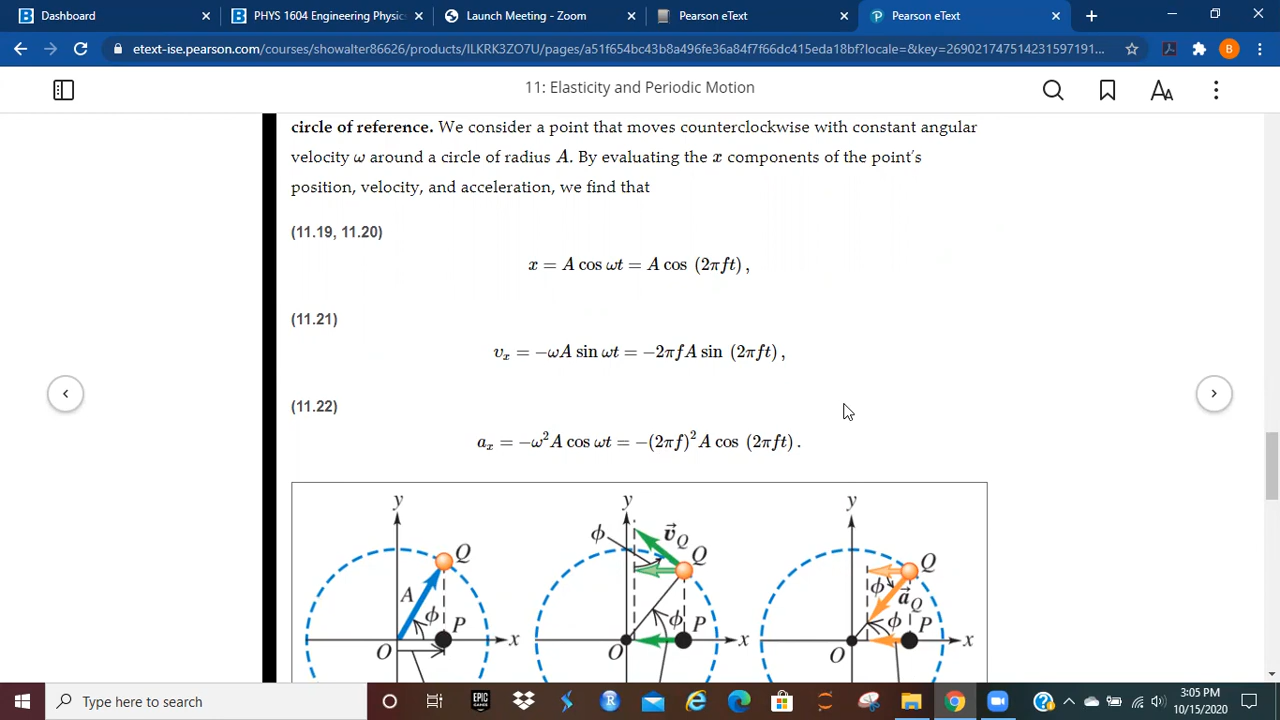 Dashboard
PHYS 1604 Engineering Physic
Launch Meeting - Zoom
Pearson eText
Pearson eText
etext-ise.pearson.com/courses/showalter86626/products/ILKRK3ZO7U/pages/a51f654bc43b8a496fe36a84f7f66dc415eda18bf?locale=&key=269021747514231597191...
11: Elasticity and Periodic Motion
circle of reference. We consider a point that moves counterclockwise with constant angular
velocity ω around a circle of radius A. By evaluating the x components of the point's
position, velocity, and acceleration, we find that
(11.19, 11.20)
x = A cos ωt = A cos (2πft) ,
(11.21)
vₓ = −ωA sin ωt = −2πfA sin (2πft) ,
(11.22)
aₓ = −ω²A cos ωt = −(2πf)²A cos (2πft) .
y
Q
A
ϕ
P
O
x
y
ϕ
v⃗Q
Q
ϕ
P
O
x
y
Q
ϕ
a⃗Q
ϕ
P
O
x
Type here to search
3:05 PM
10/15/2020